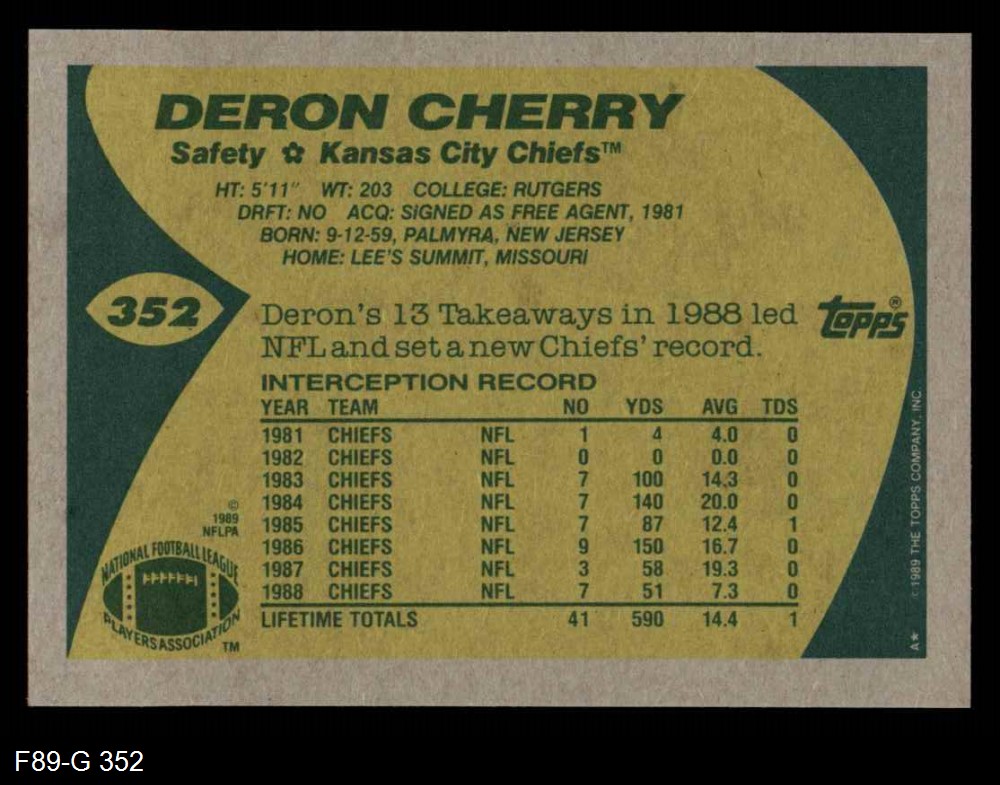 DERON CHERRY
Safety ✿ Kansas City Chiefs™
HT: 5'11" WT: 203 COLLEGE: RUTGERS
DRFT: NO ACQ: SIGNED AS FREE AGENT, 1981
BORN: 9-12-59, PALMYRA, NEW JERSEY
HOME: LEE'S SUMMIT, MISSOURI
352
Deron's 13 Takeaways in 1988 led
NFL and set a new Chiefs' record.
topps®
INTERCEPTION RECORD
YEAR TEAM NO YDS AVG TDS
1981 CHIEFS NFL 1 4 4.0 0
1982 CHIEFS NFL 0 0 0.0 0
1983 CHIEFS NFL 7 100 14.3 0
1984 CHIEFS NFL 7 140 20.0 0
1985 CHIEFS NFL 7 87 12.4 1
1986 CHIEFS NFL 9 150 16.7 0
1987 CHIEFS NFL 3 58 19.3 0
1988 CHIEFS NFL 7 51 7.3 0
LIFETIME TOTALS 41 590 14.4 1
©
1989
NFLPA
NATIONAL FOOTBALL LEAGUE
PLAYERS ASSOCIATION
TM
A★ ©1989 THE TOPPS COMPANY, INC.
F89-G 352